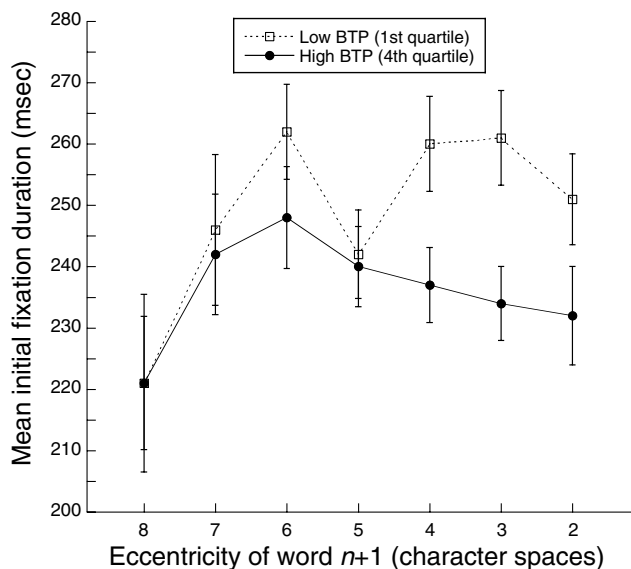 280
270
260
250
240
230
220
210
200
Mean initial fixation duration (msec)
Low BTP (1st quartile)
High BTP (4th quartile)
8 7 6 5 4 3 2
Eccentricity of word n+1 (character spaces)